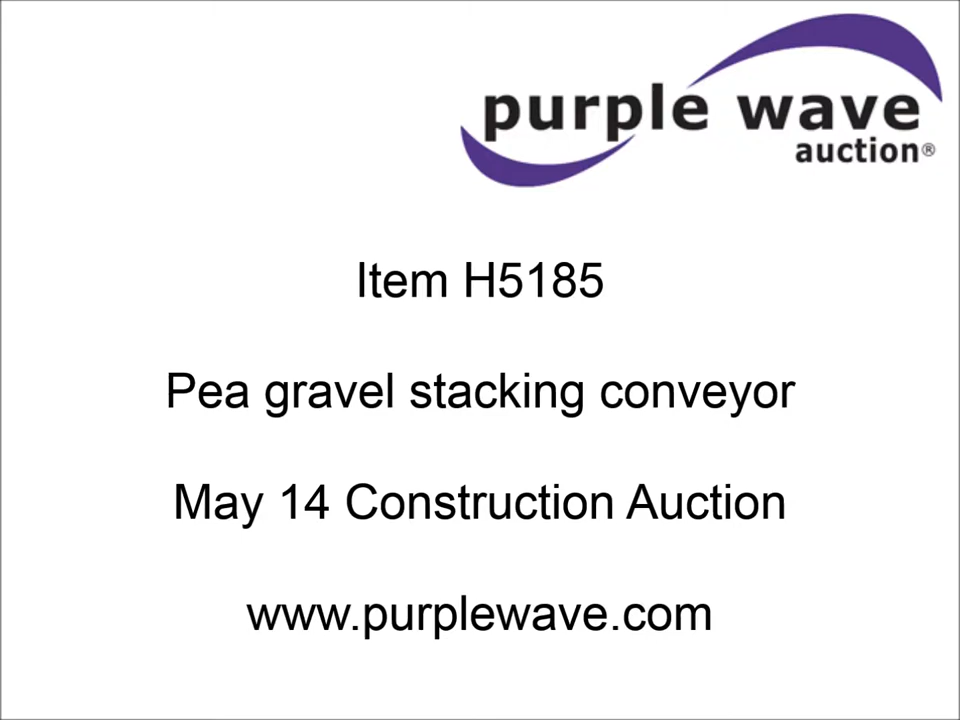 purple wave
auction®
Item H5185
Pea gravel stacking conveyor
May 14 Construction Auction
www.purplewave.com